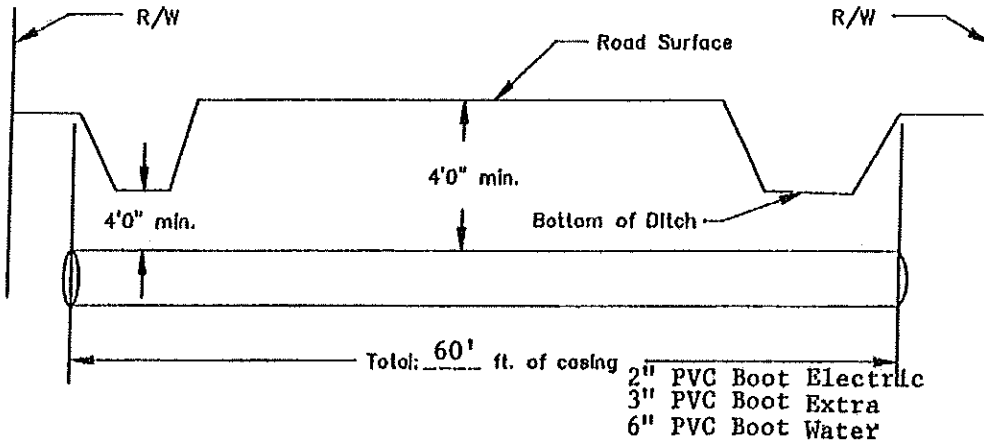 R/W
R/W
Road Surface
4'0" min.
4'0" min.
Bottom of Ditch
Total: 60' ft. of casing
2" PVC Boot Electric
3" PVC Boot Extra
6" PVC Boot Water